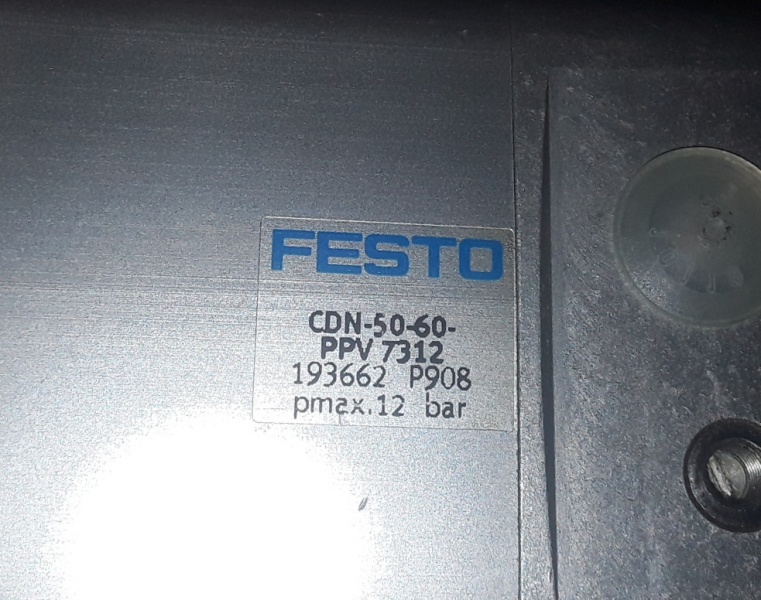 FESTO
CDN-50-60-
PPV 7312
193662 P908
pmax.12 bar